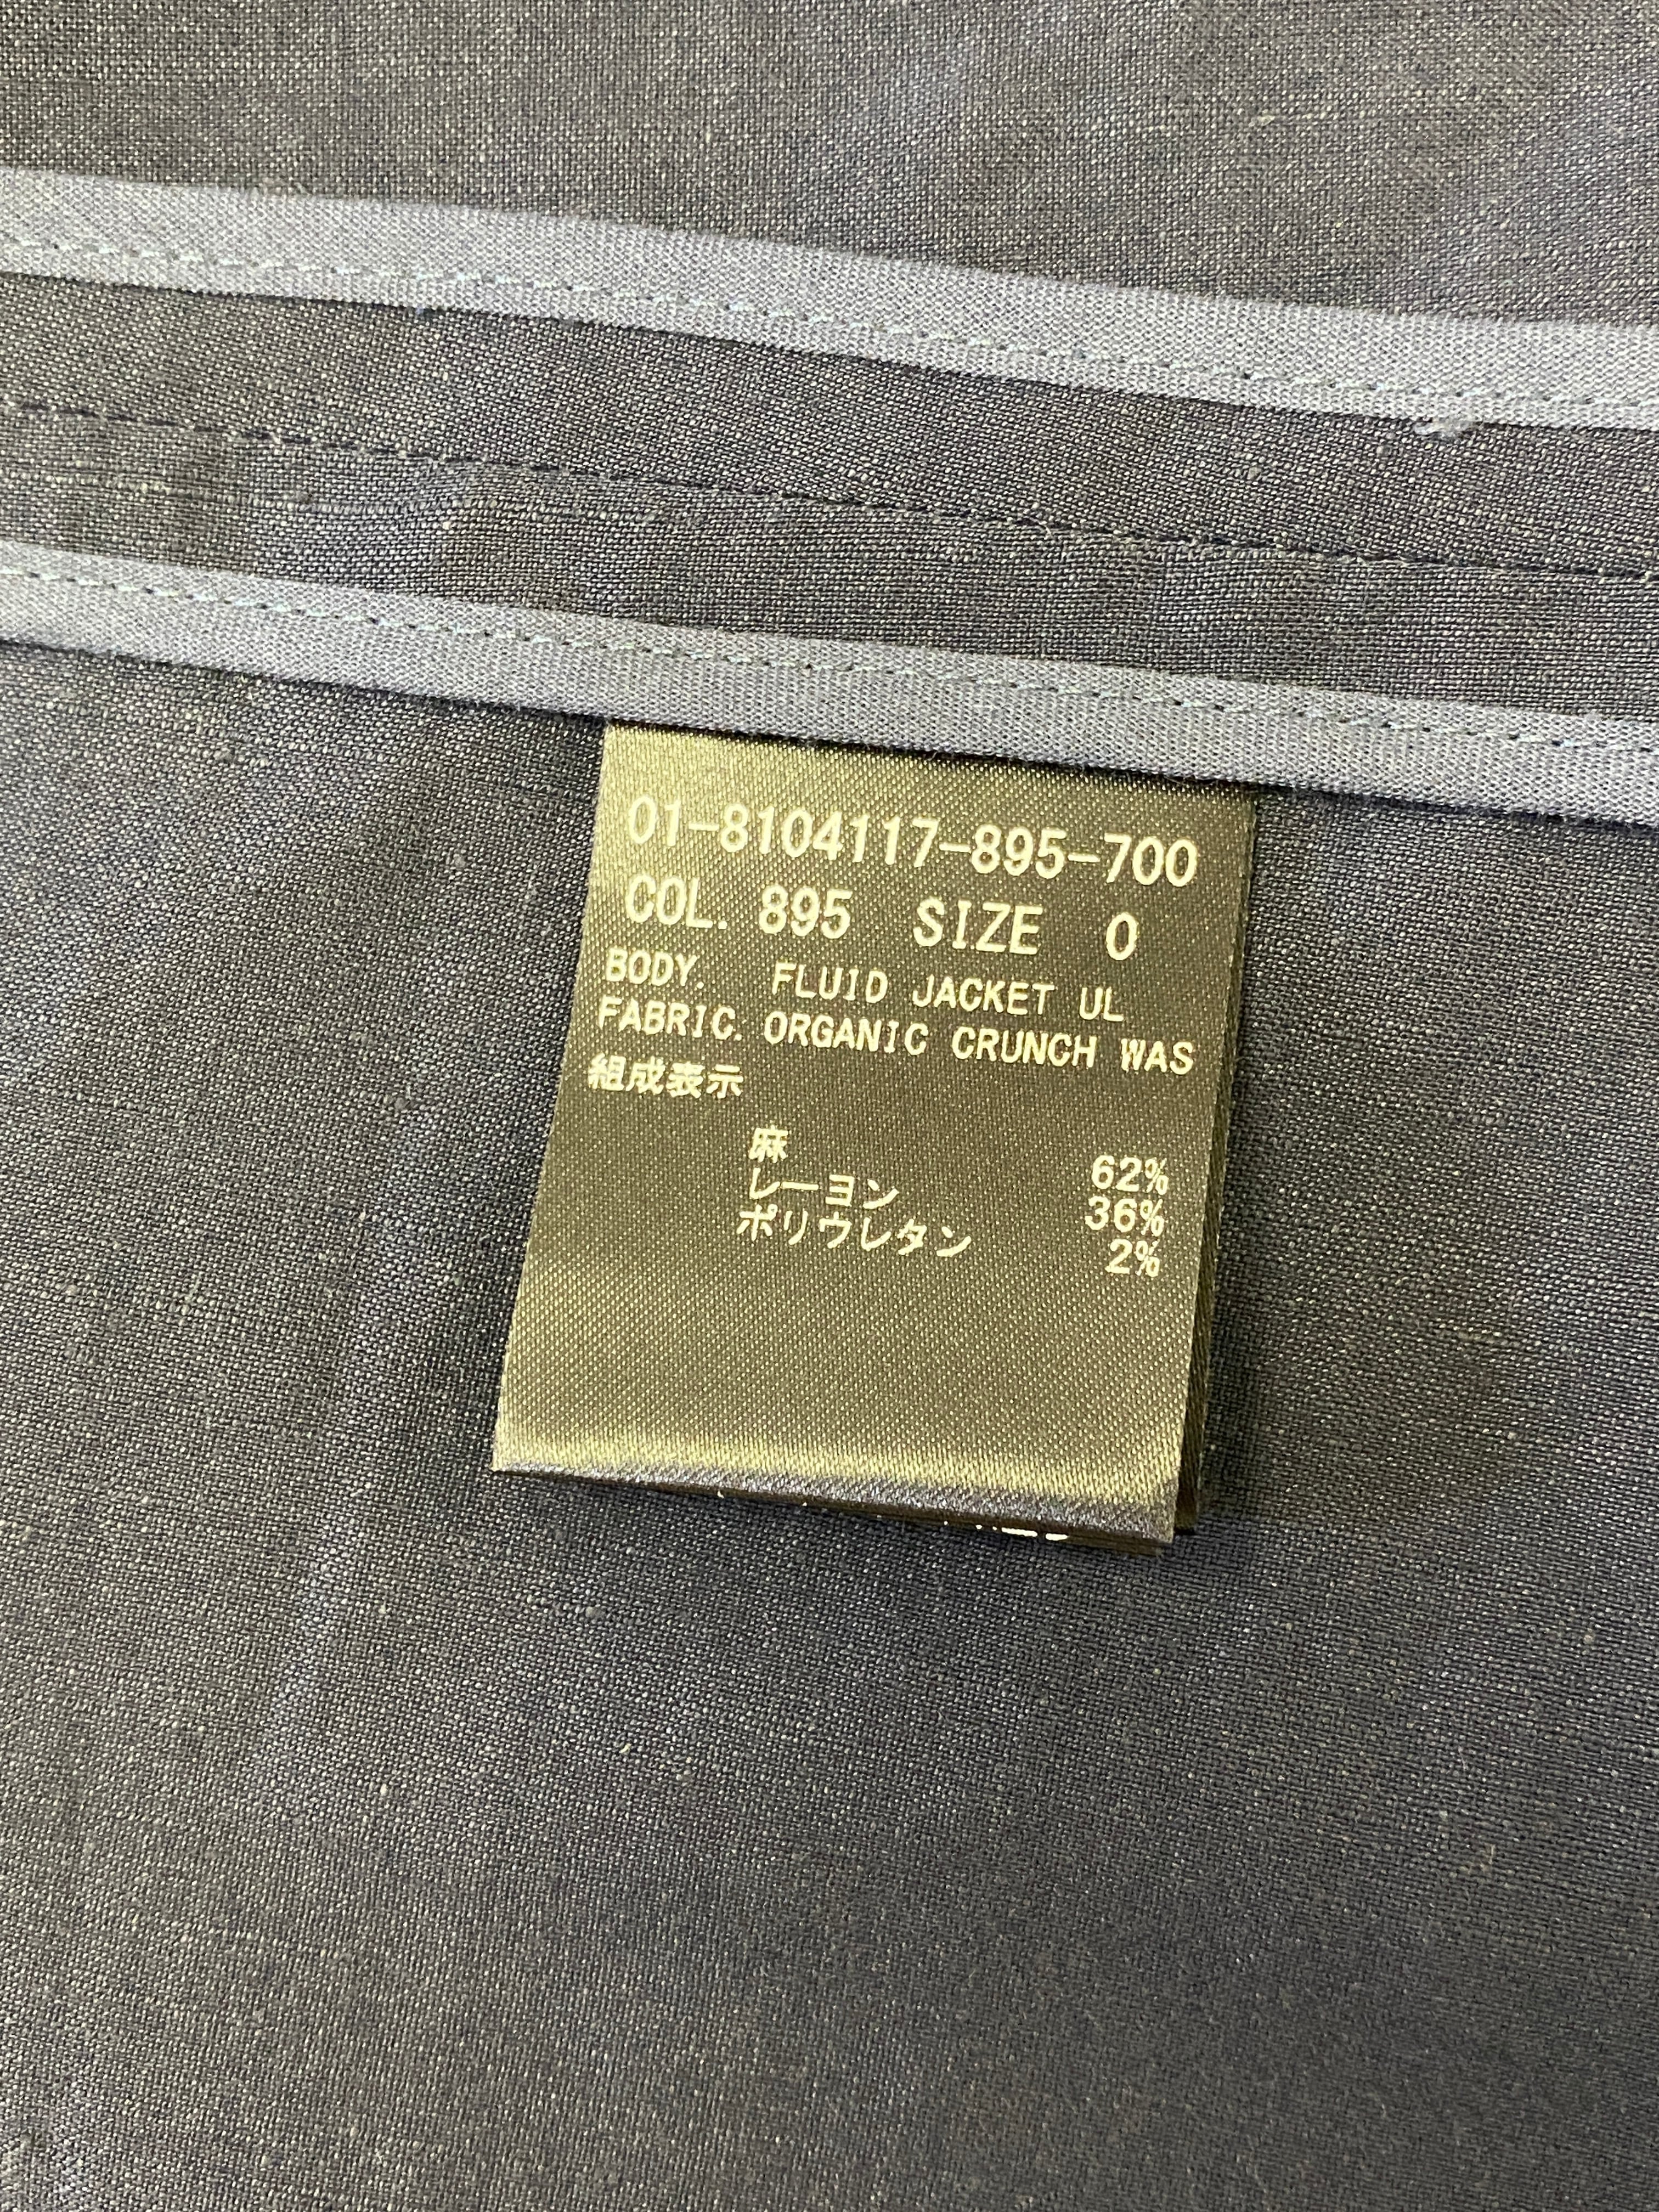 01-8104117-895-700
COL. 895 SIZE 0
BODY. FLUID JACKET UL
FABRIC. ORGANIC CRUNCH WAS
組成表示
麻 62%
レーヨン 36%
ポリウレタン 2%